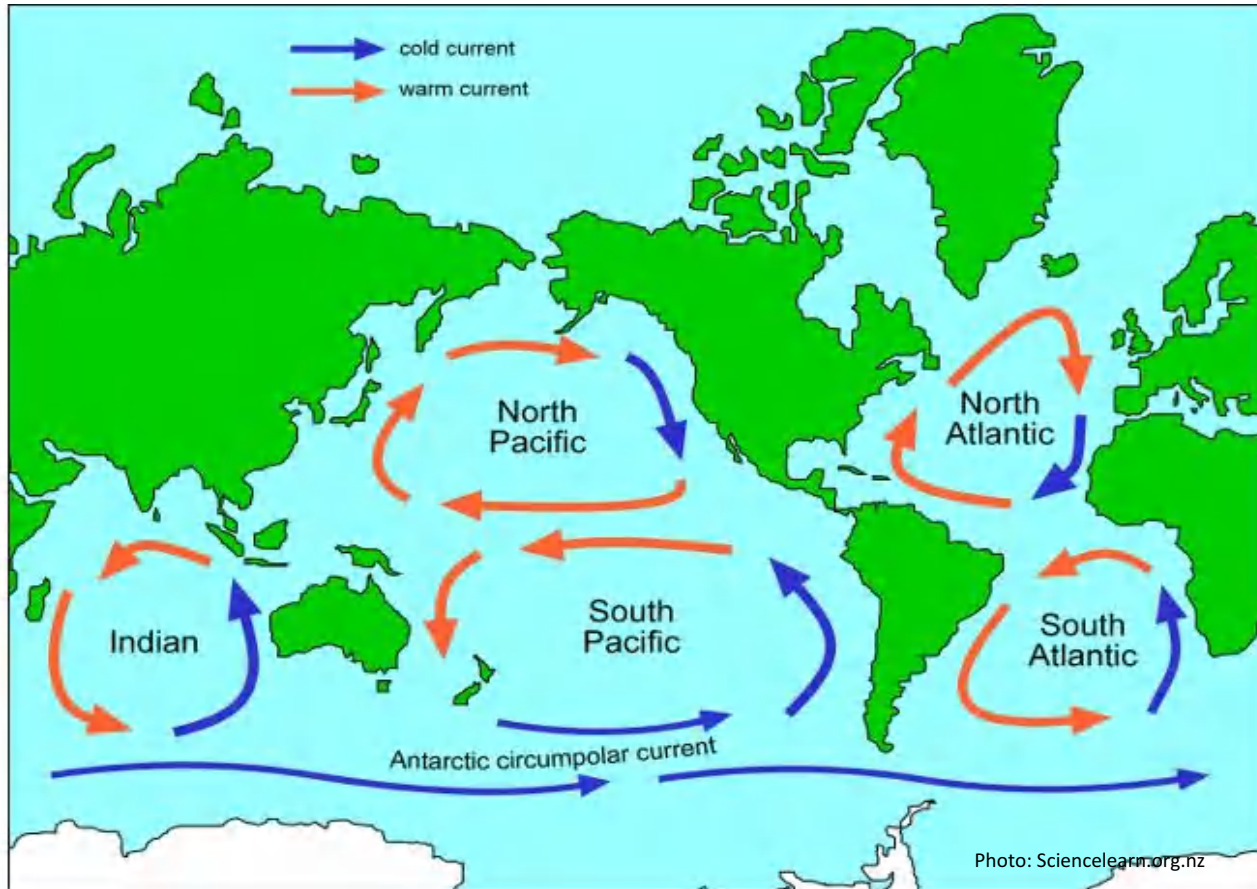 cold current
warm current
North
Pacific
North
Atlantic
Indian
South
Pacific
South
Atlantic
Antarctic circumpolar current
Photo: Sciencelearn.org.nz